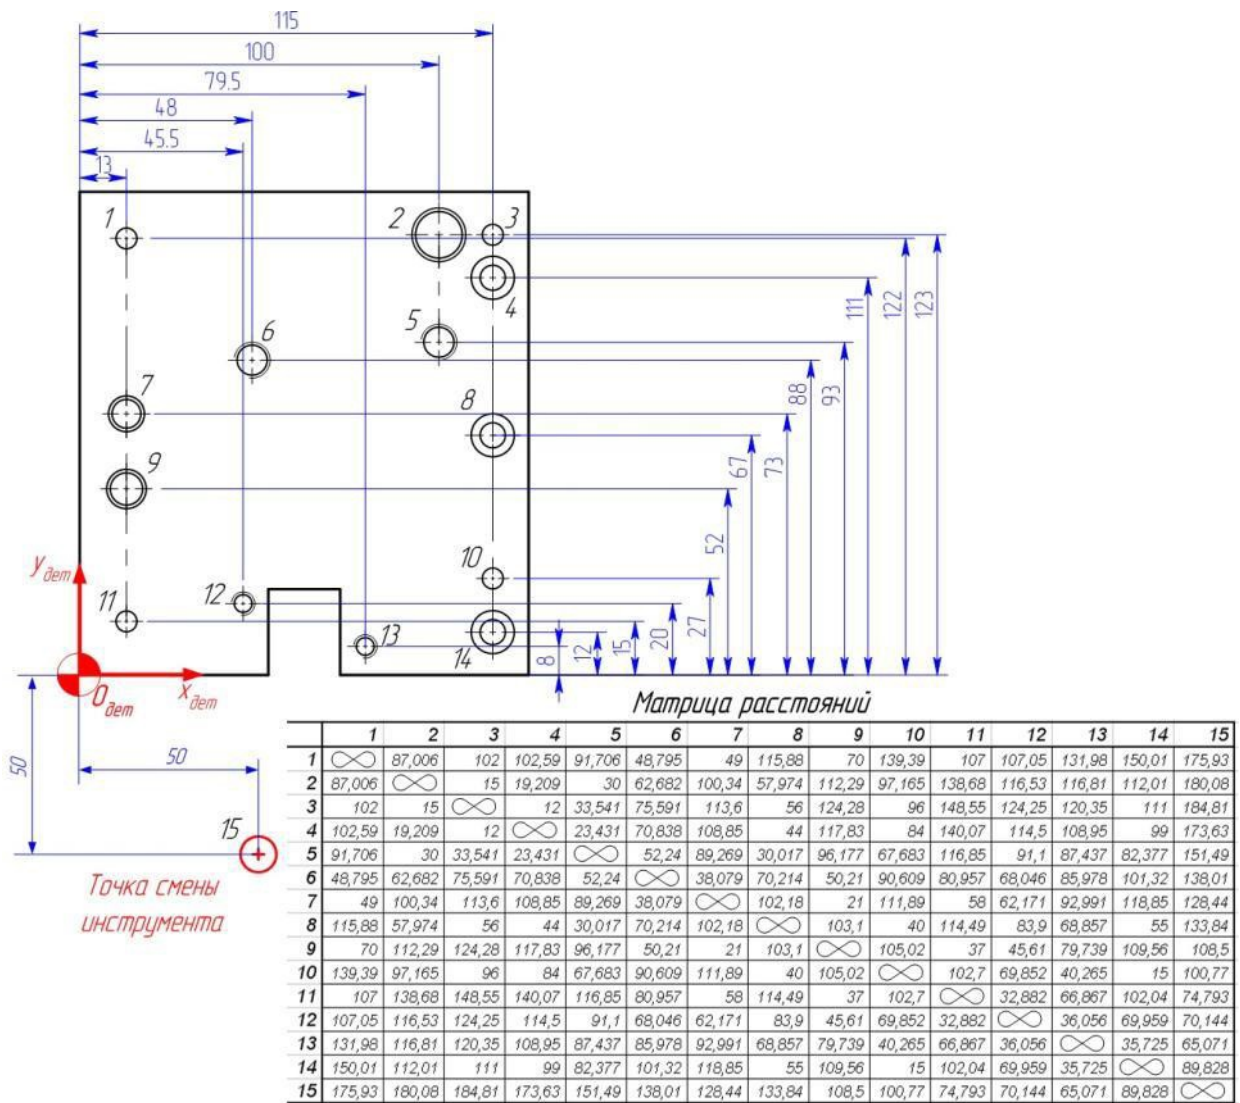 115
100
79.5
48
45.5
13
1
2
3
4
5
6
7
8
9
10
11
12
13
14
111
122
123
88
93
67
73
52
27
20
15
12
8
Yдет
Xдет
Oдет
50
50
15
Точка смены
инструмента
Матрица расстояний
1 2 3 4 5 6 7 8 9 10 11 12 13 14 15
1 ∞ 87,006 102 102,59 91,706 48,795 49 115,88 70 139,39 107 107,05 131,98 150,01 175,93
2 87,006 ∞ 15 19,209 30 62,682 100,34 57,974 112,29 97,165 138,68 116,53 116,81 112,01 180,08
3 102 15 ∞ 12 33,541 75,591 113,6 56 124,28 96 148,55 124,25 120,35 111 184,81
4 102,59 19,209 12 ∞ 23,431 70,838 108,85 44 117,83 84 140,07 114,5 108,95 99 173,63
5 91,706 30 33,541 23,431 ∞ 52,24 89,269 30,017 96,177 67,683 116,85 91,1 87,437 82,377 151,49
6 48,795 62,682 75,591 70,838 52,24 ∞ 38,079 70,214 50,21 90,609 80,957 68,046 85,978 101,32 138,01
7 49 100,34 113,6 108,85 89,269 38,079 ∞ 102,18 21 111,89 58 62,171 92,991 118,85 128,44
8 115,88 57,974 56 44 30,017 70,214 102,18 ∞ 103,1 40 114,49 83,9 68,857 55 133,84
9 70 112,29 124,28 117,83 96,177 50,21 21 103,1 ∞ 105,02 37 45,61 79,739 109,56 108,5
10 139,39 97,165 96 84 67,683 90,609 111,89 40 105,02 ∞ 102,7 69,852 40,265 15 100,77
11 107 138,68 148,55 140,07 116,85 80,957 58 114,49 37 102,7 ∞ 32,882 66,867 102,04 74,793
12 107,05 116,53 124,25 114,5 91,1 68,046 62,171 83,9 45,61 69,852 32,882 ∞ 36,056 69,959 70,144
13 131,98 116,81 120,35 108,95 87,437 85,978 92,991 68,857 79,739 40,265 66,867 36,056 ∞ 35,725 65,071
14 150,01 112,01 111 99 82,377 101,32 118,85 55 109,56 15 102,04 69,959 35,725 ∞ 89,828
15 175,93 180,08 184,81 173,63 151,49 138,01 128,44 133,84 108,5 100,77 74,793 70,144 65,071 89,828 ∞